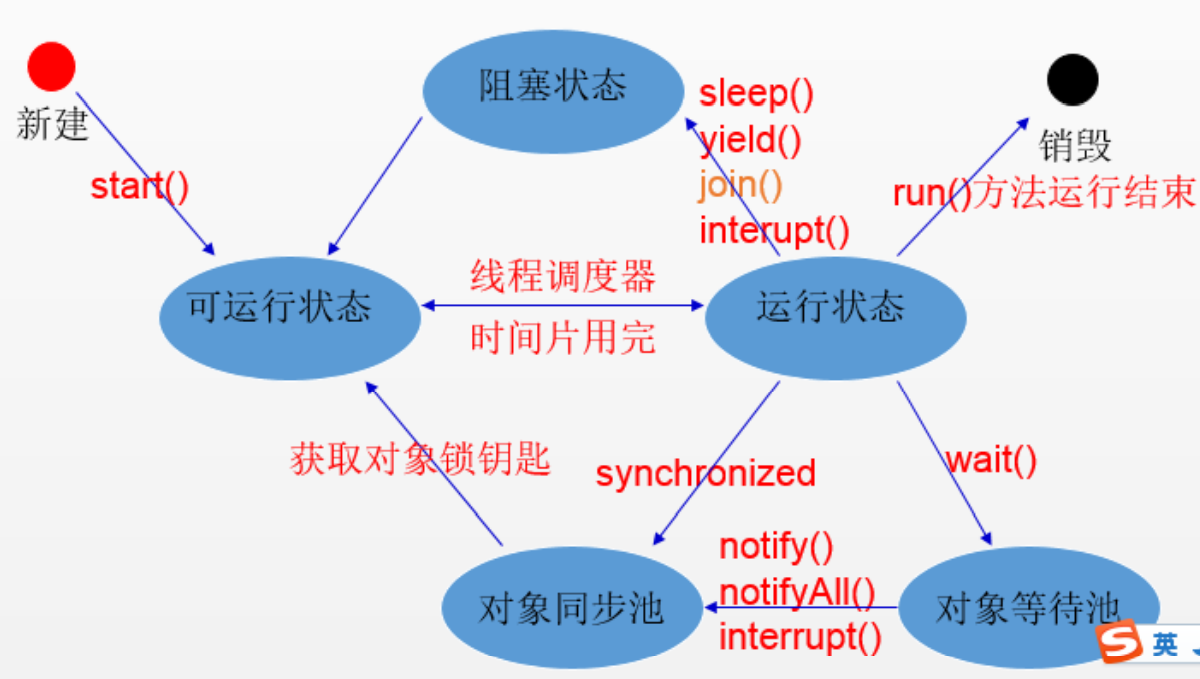 新建
阻塞状态
sleep()
yield()
join()
interupt()
销毁
start()
run()方法运行结束
可运行状态
线程调度器
时间片用完
运行状态
获取对象锁钥匙
synchronized
wait()
notify()
notifyAll()
interrupt()
对象同步池
对象等待池
S 英